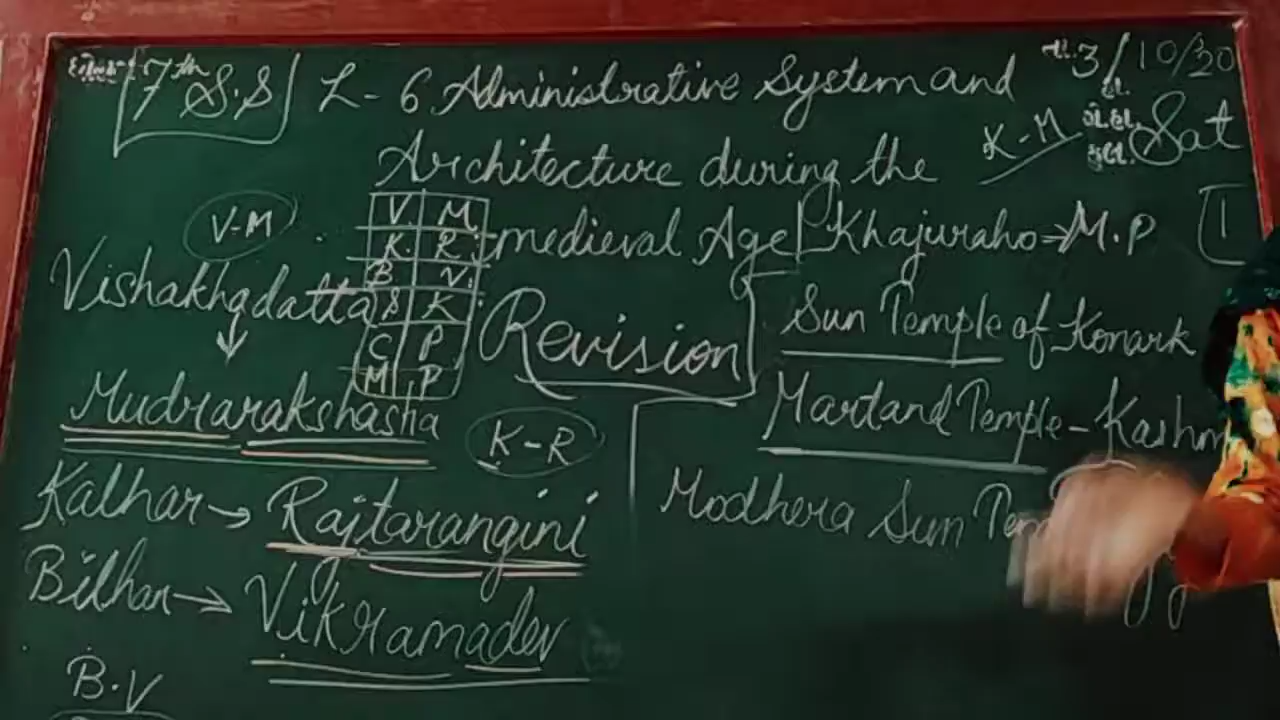 7th S.S L-6 Administrative System and
તા. 3/10/20
Architecture during the
K-M
Sat
medieval Age
Khajuraho → M.P
1
V-M
V. M.
K. R.
B V.
S K
C P
M P
Vishakhadatta
↓
Mudrarakshasha
K-R
Kalhar → Rajtarangini
Bilhar → Vikramadev
B.V
Revision
Sun Temple of Konark
Martand Temple - Kashm
Modhera Sun Tem